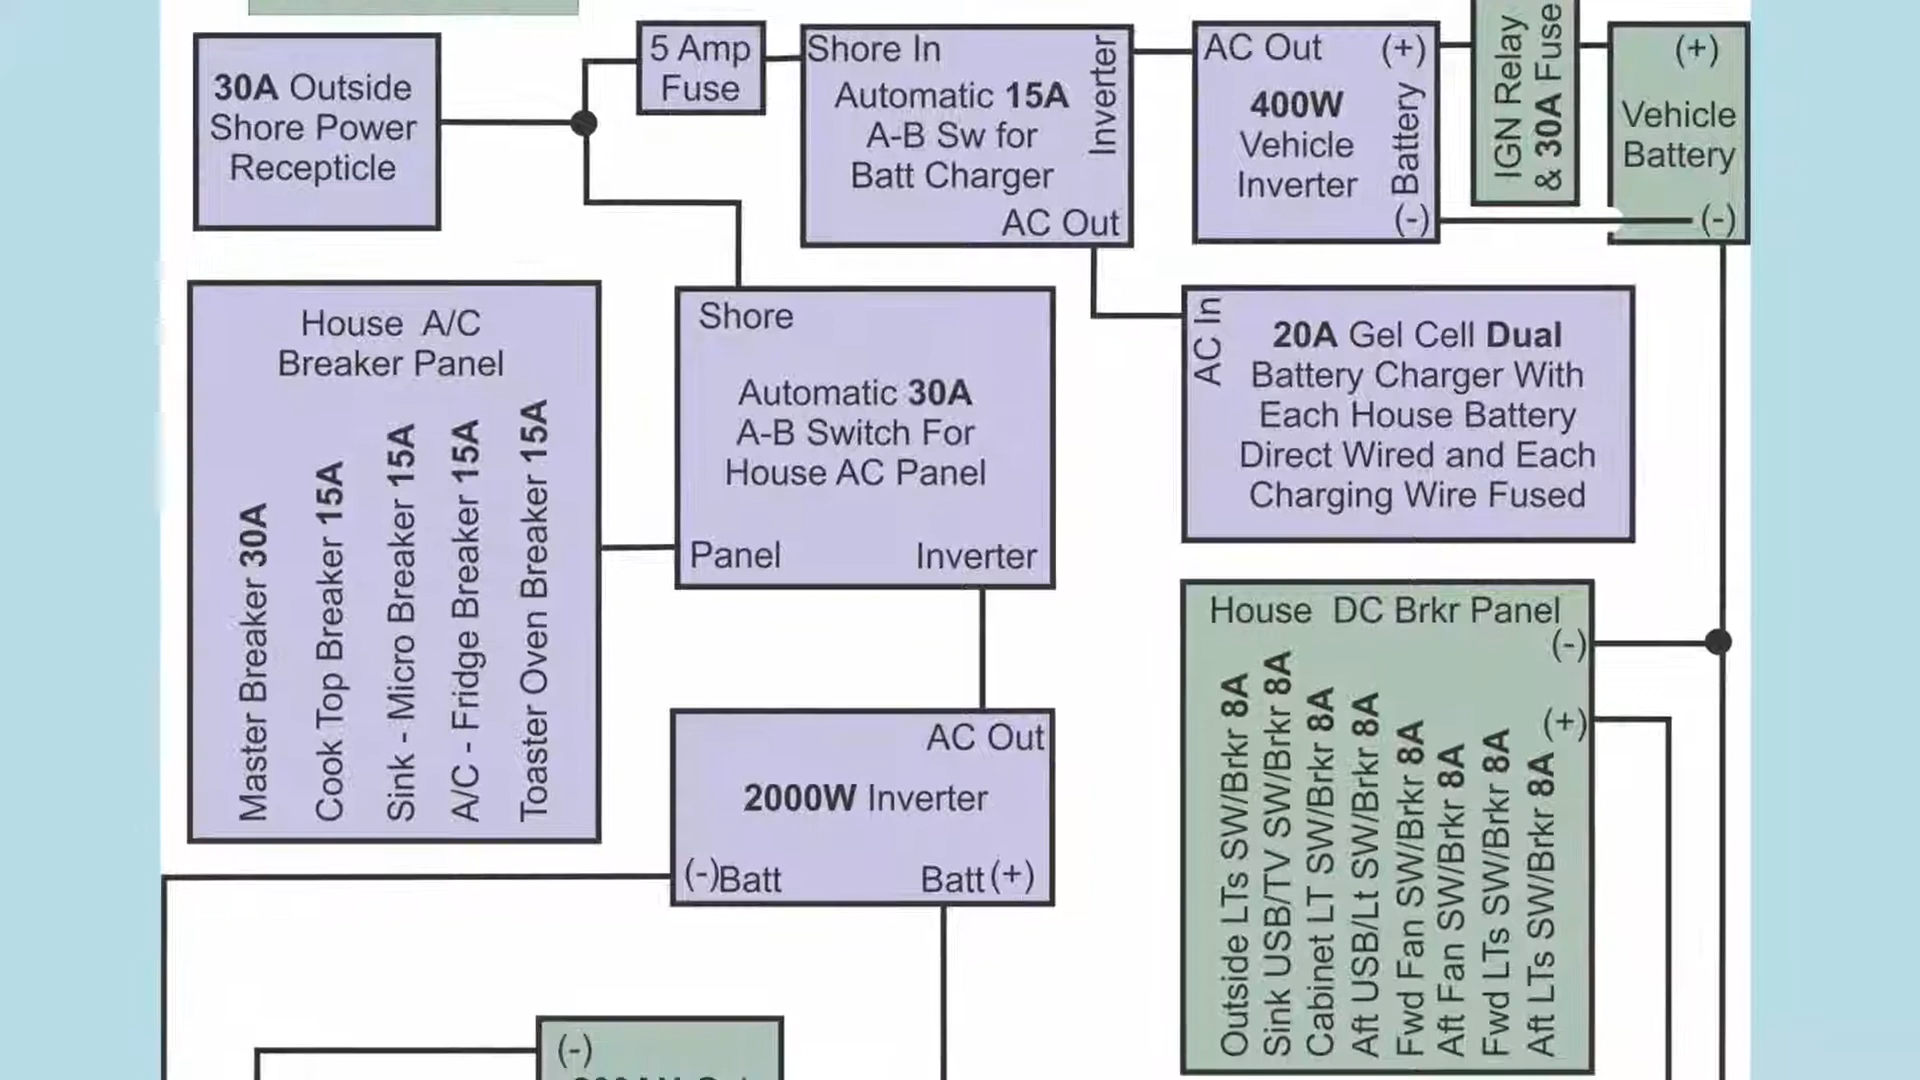 30A Outside
Shore Power
Recepticle
5 Amp
Fuse
Shore In
Automatic 15A
A-B Sw for
Batt Charger
Inverter
AC Out
AC Out
400W
Vehicle
Inverter
(+)
Battery
(-)
IGN Relay
& 30A Fuse
(+)
Vehicle
Battery
(-)
House A/C
Breaker Panel
Master Breaker 30A
Cook Top Breaker 15A
Sink - Micro Breaker 15A
A/C - Fridge Breaker 15A
Toaster Oven Breaker 15A
Shore
Automatic 30A
A-B Switch For
House AC Panel
Panel
Inverter
AC In
20A Gel Cell Dual
Battery Charger With
Each House Battery
Direct Wired and Each
Charging Wire Fused
AC Out
2000W Inverter
(-)Batt
Batt(+)
House DC Brkr Panel
(-)
(+)
Outside LTs SW/Brkr 8A
Sink USB/TV SW/Brkr 8A
Cabinet LT SW/Brkr 8A
Aft USB/Lt SW/Brkr 8A
Fwd Fan SW/Brkr 8A
Aft Fan SW/Brkr 8A
Fwd LTs SW/Brkr 8A
Aft LTs SW/Brkr 8A
(-)